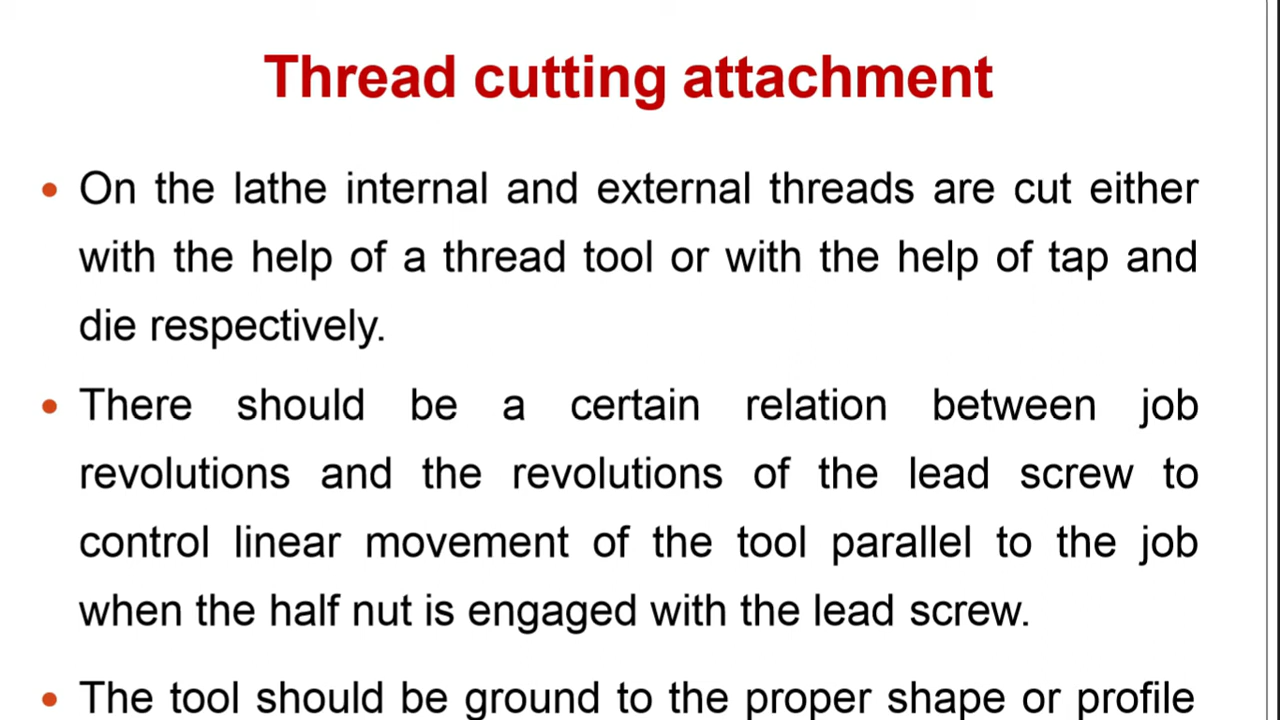 Thread cutting attachment
• On the lathe internal and external threads are cut either
with the help of a thread tool or with the help of tap and
die respectively.
• There should be a certain relation between job
revolutions and the revolutions of the lead screw to
control linear movement of the tool parallel to the job
when the half nut is engaged with the lead screw.
• The tool should be ground to the proper shape or profile